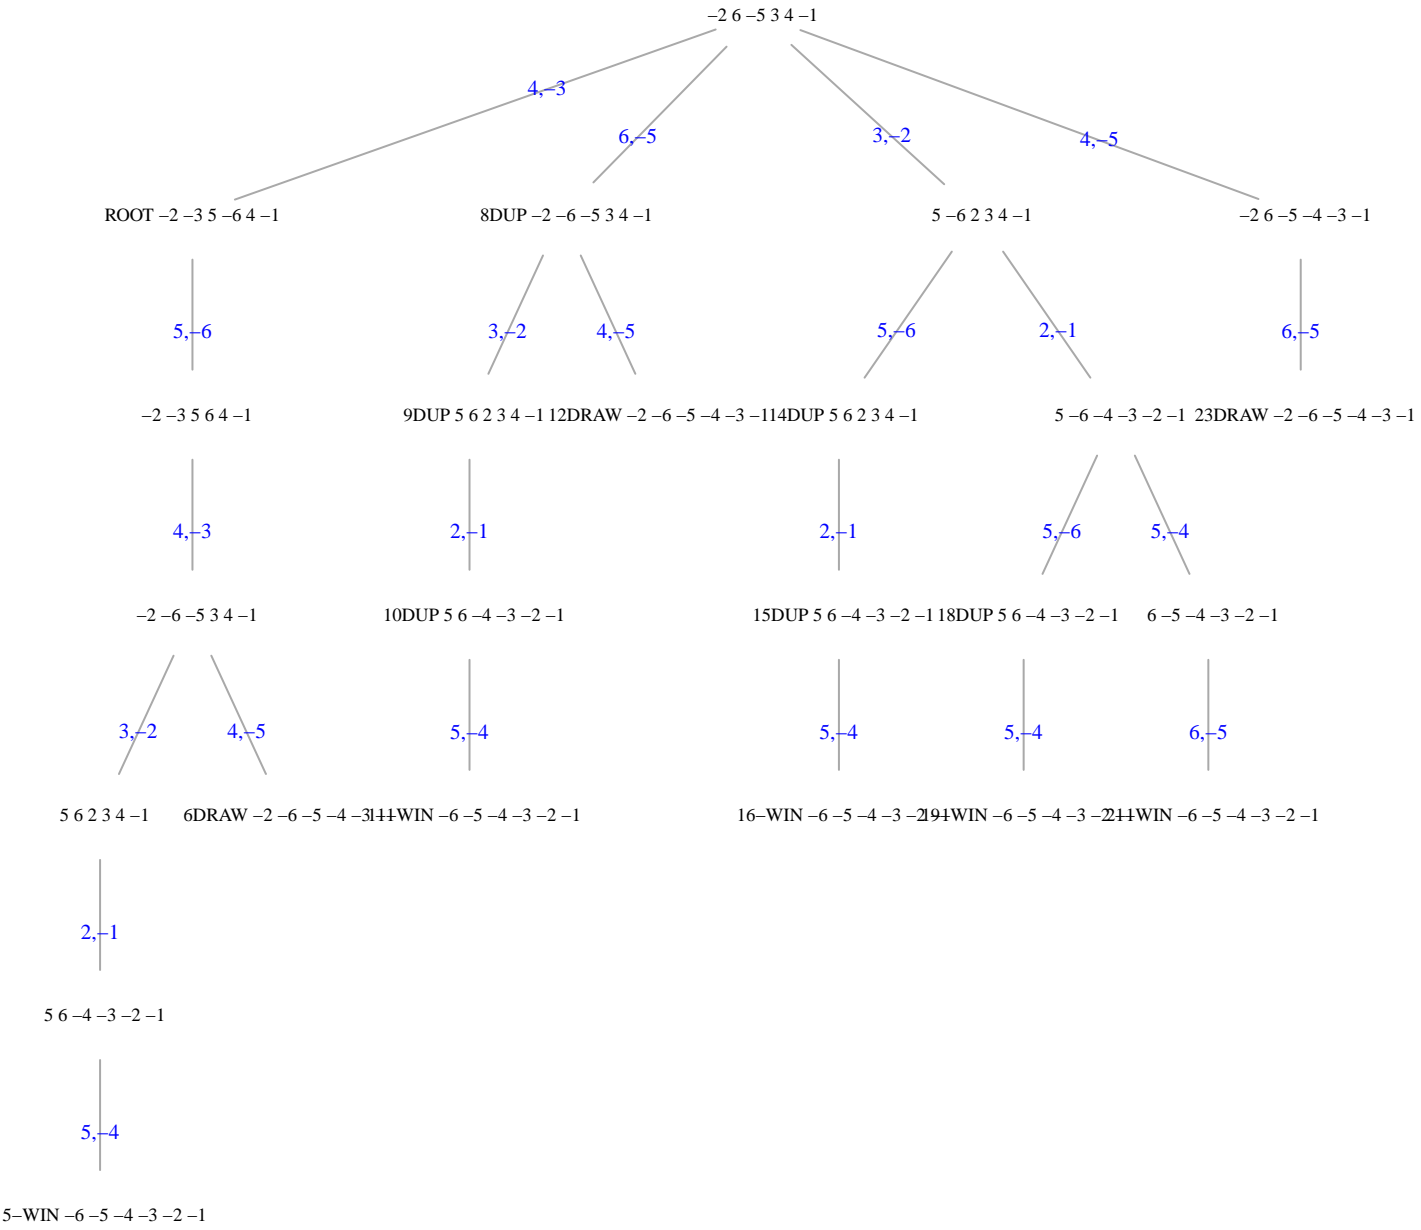 –2 6 –5 3 4 –1
4,–3
6,–5
3,–2
4,–5
ROOT –2 –3 5 –6 4 –1
8DUP –2 –6 –5 3 4 –1
5 –6 2 3 4 –1
–2 6 –5 –4 –3 –1
5,–6
3,–2
4,–5
5,–6
2,–1
6,–5
–2 –3 5 6 4 –1
9DUP 5 6 2 3 4 –1
12DRAW –2 –6 –5 –4 –3 –1
14DUP 5 6 2 3 4 –1
5 –6 –4 –3 –2 –1
23DRAW –2 –6 –5 –4 –3 –1
4,–3
2,–1
2,–1
5,–6
5,–4
–2 –6 –5 3 4 –1
10DUP 5 6 –4 –3 –2 –1
15DUP 5 6 –4 –3 –2 –1
18DUP 5 6 –4 –3 –2 –1
6 –5 –4 –3 –2 –1
3,–2
4,–5
5,–4
5,–4
5,–4
6,–5
5 6 2 3 4 –1
6DRAW –2 –6 –5 –4 –3 –1
11–WIN –6 –5 –4 –3 –2 –1
16–WIN –6 –5 –4 –3 –2 –1
19–WIN –6 –5 –4 –3 –2 –1
21–WIN –6 –5 –4 –3 –2 –1
2,–1
5 6 –4 –3 –2 –1
5,–4
5–WIN –6 –5 –4 –3 –2 –1